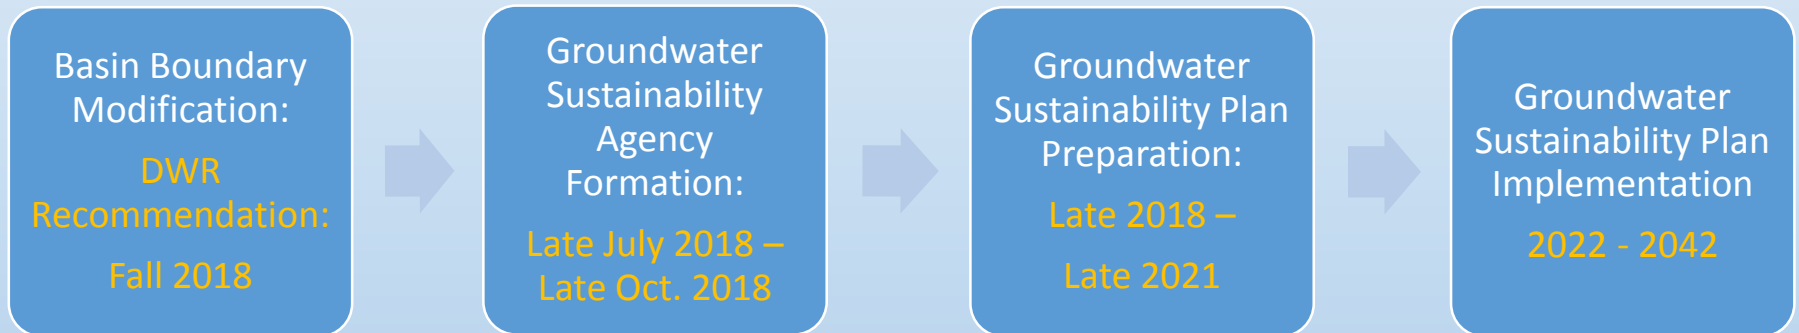 Basin Boundary
Modification:
DWR
Recommendation:
Fall 2018
Groundwater
Sustainability
Agency
Formation:
Late July 2018 –
Late Oct. 2018
Groundwater
Sustainability Plan
Preparation:
Late 2018 –
Late 2021
Groundwater
Sustainability Plan
Implementation
2022 - 2042